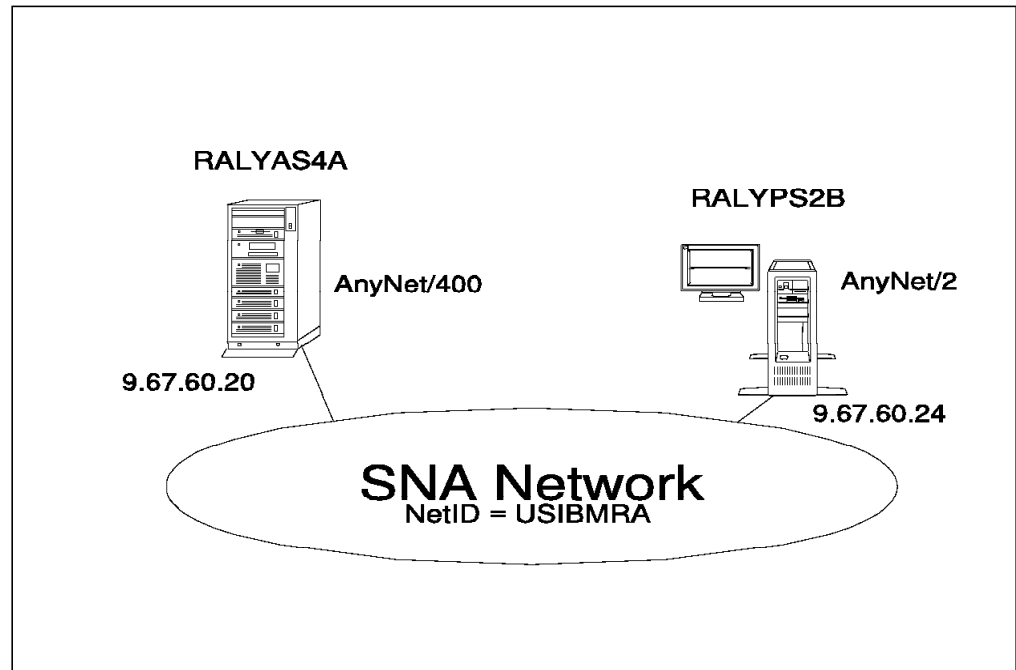 RALYAS4A
RALYPS2B
AnyNet/400
AnyNet/2
9.67.60.20
9.67.60.24
SNA Network
NetID = USIBMRA